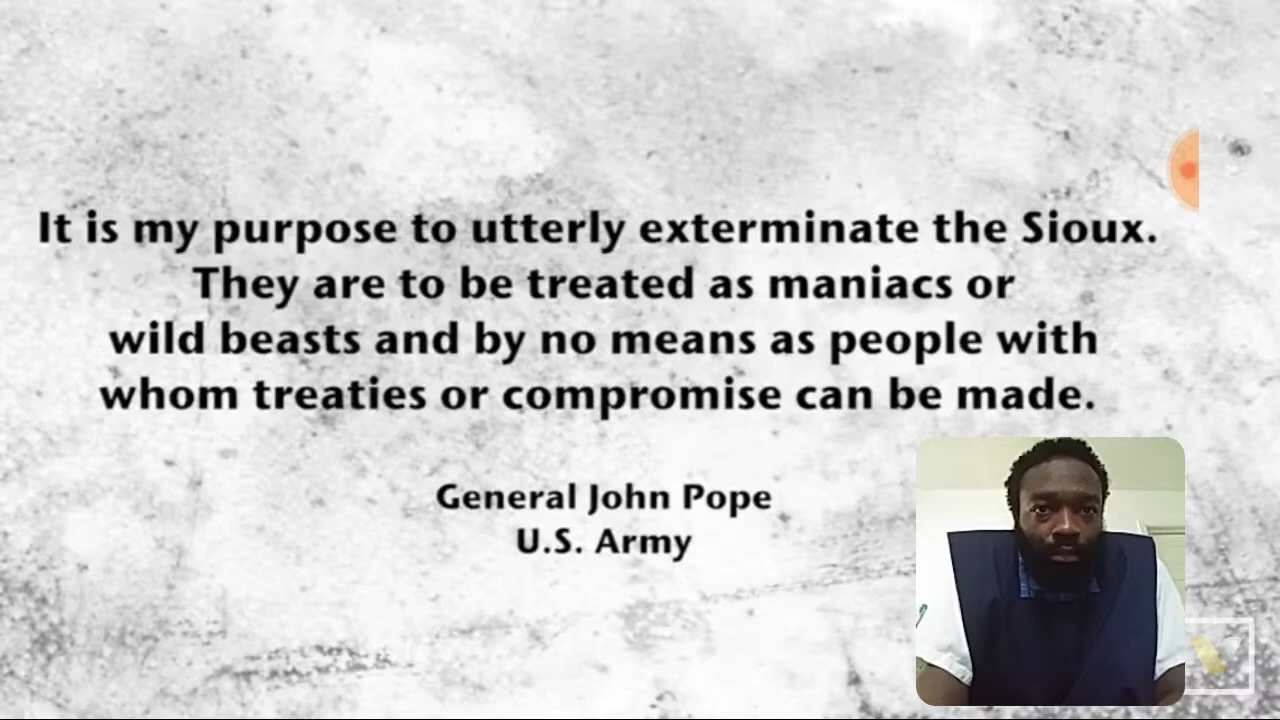 It is my purpose to utterly exterminate the Sioux.
They are to be treated as maniacs or
wild beasts and by no means as people with
whom treaties or compromise can be made.
General John Pope
U.S. Army